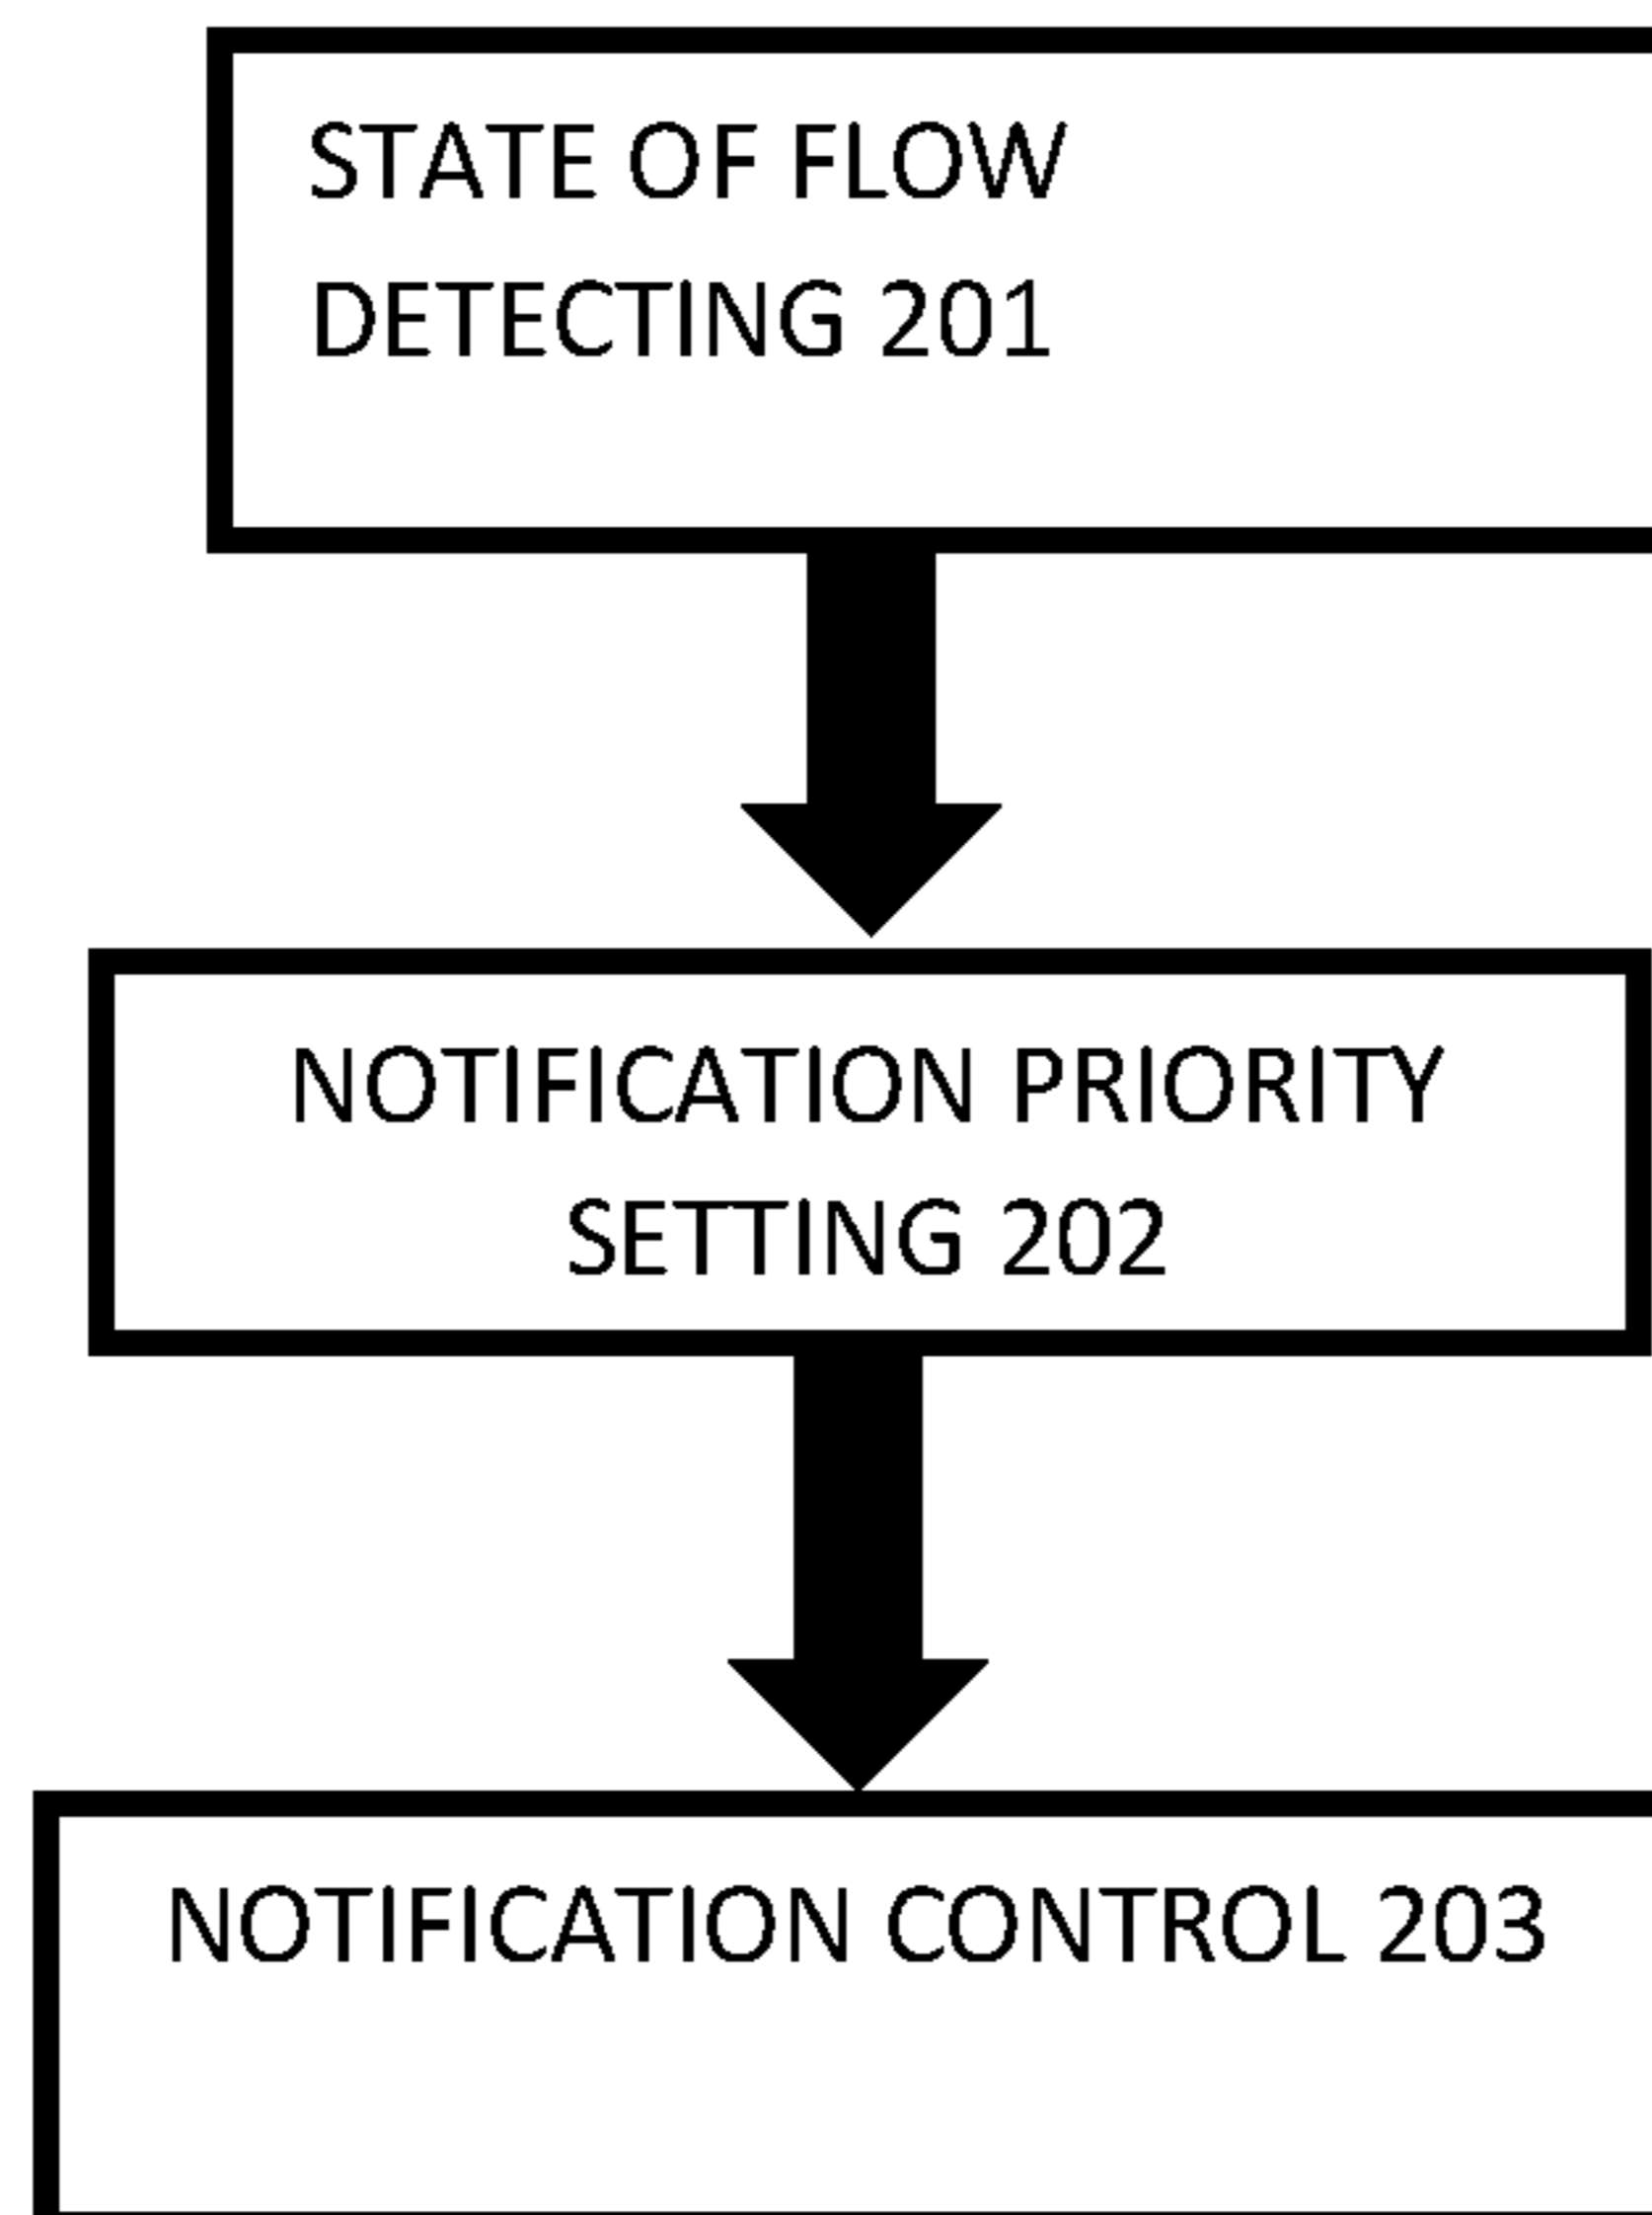 STATE OF FLOW
DETECTING 201
NOTIFICATION PRIORITY
SETTING 202
NOTIFICATION CONTROL 203